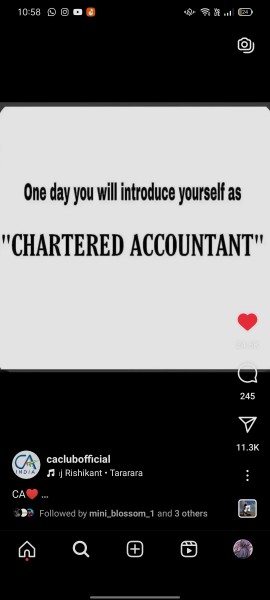 10:58
24
One day you will introduce yourself as
"CHARTERED ACCOUNTANT"
245
11.3K
CA
INDIA
caclubofficial
j Rishikant • Tararara
CA❤️ ...
Followed by mini_blossom_1 and 3 others